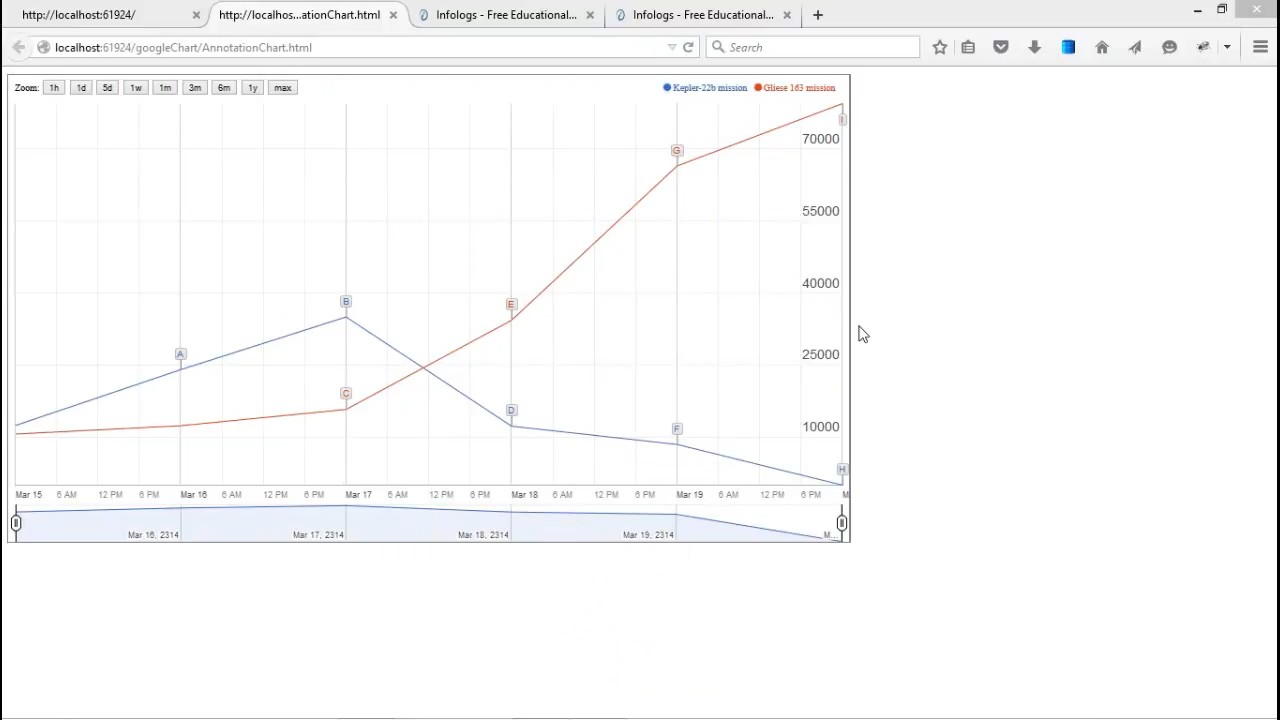 http://localhost:61924/
http://localhos...ationChart.html
Infologs - Free Educational...
Infologs - Free Educational...
localhost:61924/googleChart/AnnotationChart.html
Search
Zoom: 1h 1d 5d 1w 1m 3m 6m 1y max
Kepler-22b mission Gliese 163 mission
I
70000
G
55000
40000
B
E
A
25000
C
D
10000
F
H
Mar 15 6 AM 12 PM 6 PM Mar 16 6 AM 12 PM 6 PM Mar 17 6 AM 12 PM 6 PM Mar 18 6 AM 12 PM 6 PM Mar 19 6 AM 12 PM 6 PM M
Mar 16, 2314 Mar 17, 2314 Mar 18, 2314 Mar 19, 2314 M...